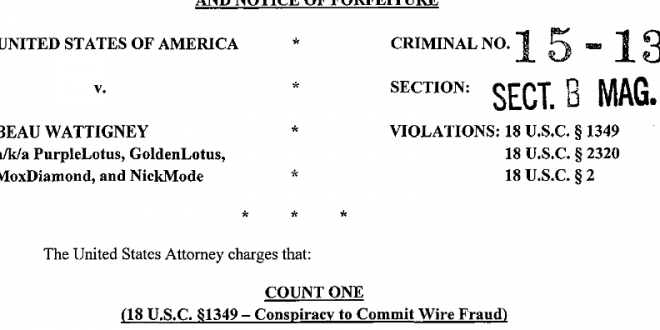 AND NOTICE OF FORFEITURE
UNITED STATES OF AMERICA * CRIMINAL NO. 15-13
v. * SECTION: SECT. B MAG.
BEAU WATTIGNEY * VIOLATIONS: 18 U.S.C. § 1349
a/k/a PurpleLotus, GoldenLotus, 18 U.S.C. § 2320
MoxDiamond, and NickMode * 18 U.S.C. § 2
* * *
The United States Attorney charges that:
COUNT ONE
(18 U.S.C. §1349 – Conspiracy to Commit Wire Fraud)